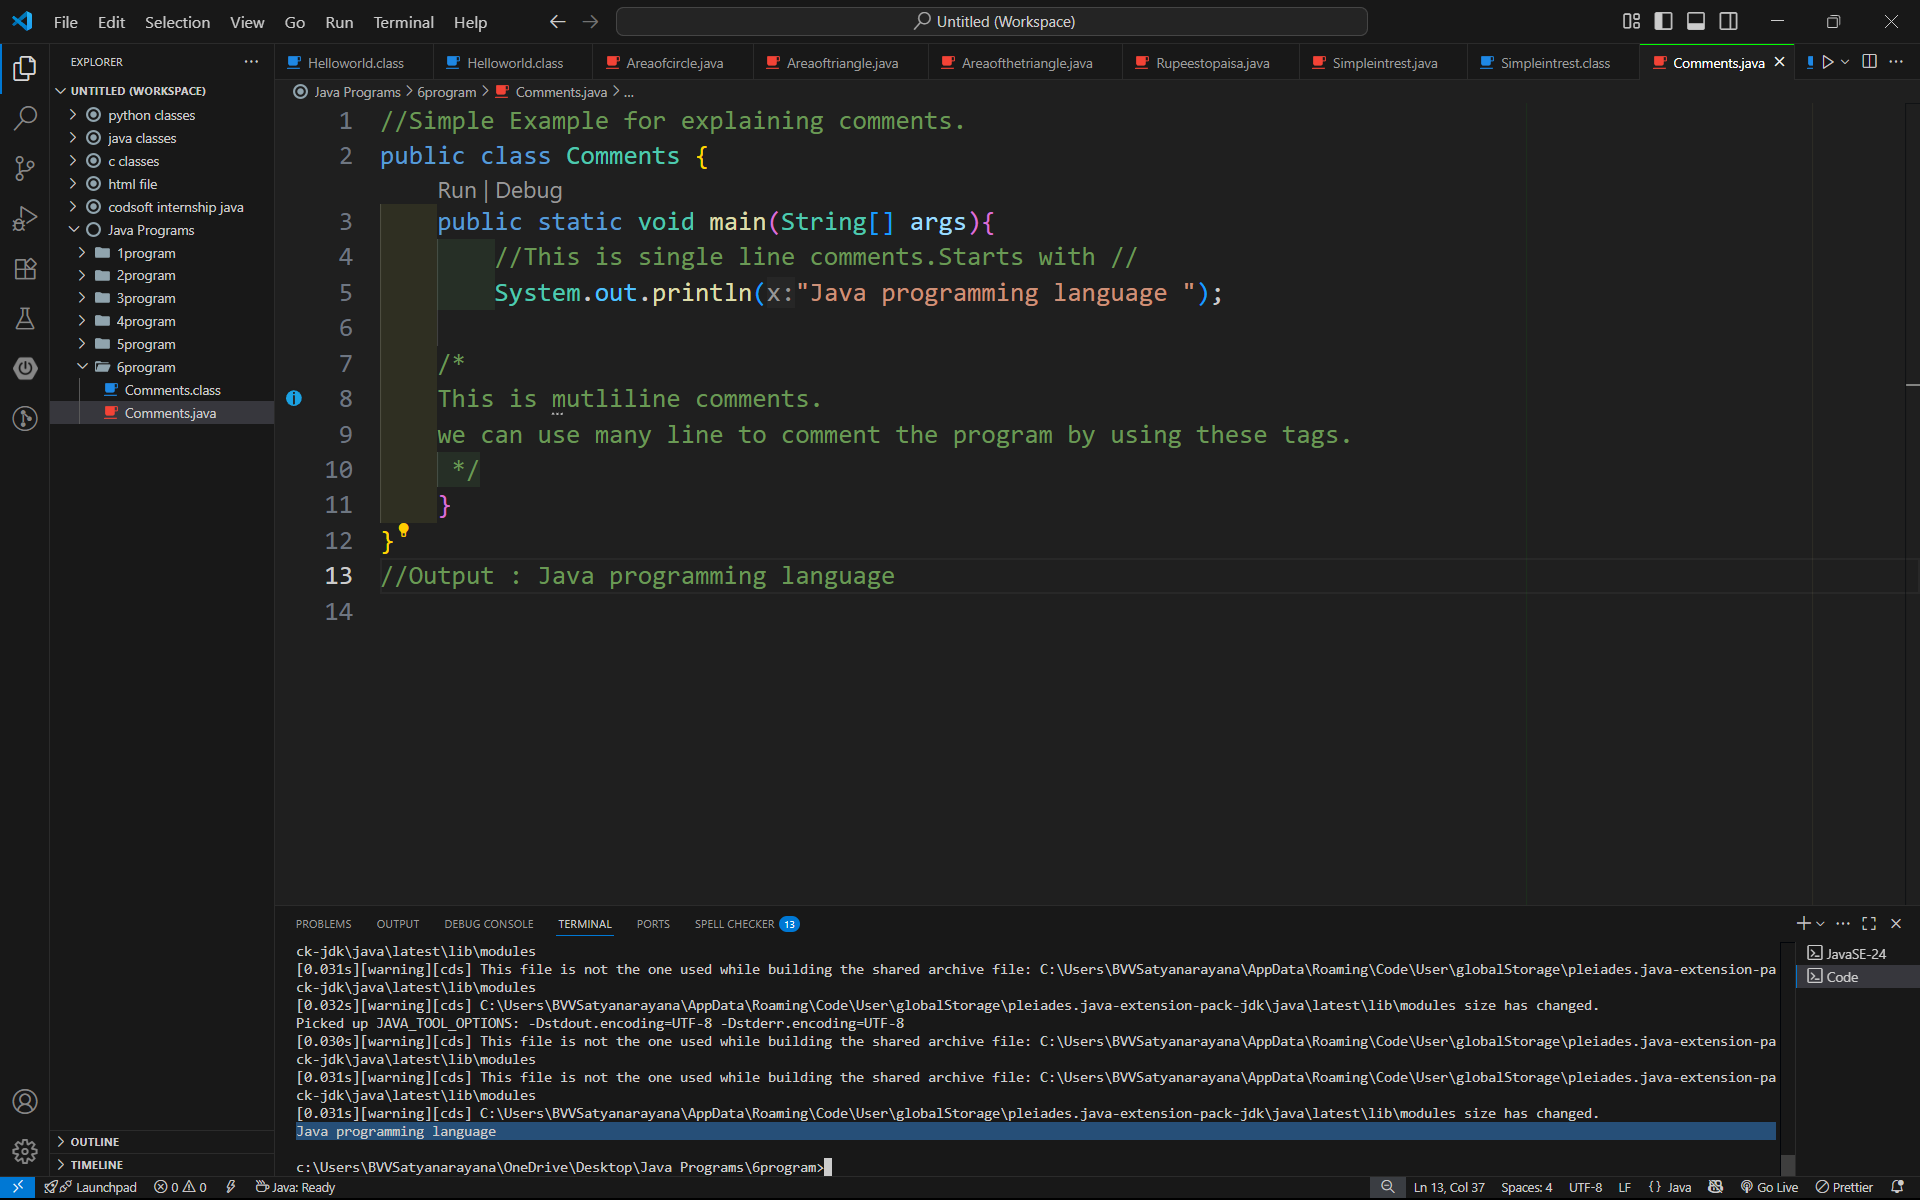 File Edit Selection View Go Run Terminal Help
Untitled (Workspace)
EXPLORER
Helloworld.class
Helloworld.class
Areaofcircle.java
Areaoftriangle.java
Areaofthetriangle.java
Rupeestopaisa.java
Simpleintrest.java
Simpleintrest.class
Comments.java
Java Programs > 6program > Comments.java > ...
UNTITLED (WORKSPACE)
python classes
java classes
c classes
html file
codsoft internship java
Java Programs
1program
2program
3program
4program
5program
6program
Comments.class
Comments.java
OUTLINE
TIMELINE
1 //Simple Example for explaining comments.
2 public class Comments {
Run | Debug
3 public static void main(String[] args){
4 //This is single line comments.Starts with //
5 System.out.println(x:"Java programming language ");
6
7 /*
8 This is mutliline comments.
9 we can use many line to comment the program by using these tags.
10 */
11 }
12 }
13 //Output : Java programming language
14
PROBLEMS OUTPUT DEBUG CONSOLE TERMINAL PORTS SPELL CHECKER 13
ck-jdk\java\latest\lib\modules
[0.031s][warning][cds] This file is not the one used while building the shared archive file: C:\Users\BVVSatyanarayana\AppData\Roaming\Code\User\globalStorage\pleiades.java-extension-pa
ck-jdk\java\latest\lib\modules
[0.032s][warning][cds] C:\Users\BVVSatyanarayana\AppData\Roaming\Code\User\globalStorage\pleiades.java-extension-pack-jdk\java\latest\lib\modules size has changed.
Picked up JAVA_TOOL_OPTIONS: -Dstdout.encoding=UTF-8 -Dstderr.encoding=UTF-8
[0.030s][warning][cds] This file is not the one used while building the shared archive file: C:\Users\BVVSatyanarayana\AppData\Roaming\Code\User\globalStorage\pleiades.java-extension-pa
ck-jdk\java\latest\lib\modules
[0.031s][warning][cds] This file is not the one used while building the shared archive file: C:\Users\BVVSatyanarayana\AppData\Roaming\Code\User\globalStorage\pleiades.java-extension-pa
ck-jdk\java\latest\lib\modules
[0.031s][warning][cds] C:\Users\BVVSatyanarayana\AppData\Roaming\Code\User\globalStorage\pleiades.java-extension-pack-jdk\java\latest\lib\modules size has changed.
Java programming language
c:\Users\BVVSatyanarayana\OneDrive\Desktop\Java Programs\6program>
JavaSE-24
Code
Launchpad 0 0 Java: Ready
Ln 13, Col 37 Spaces: 4 UTF-8 LF {} Java Go Live Prettier